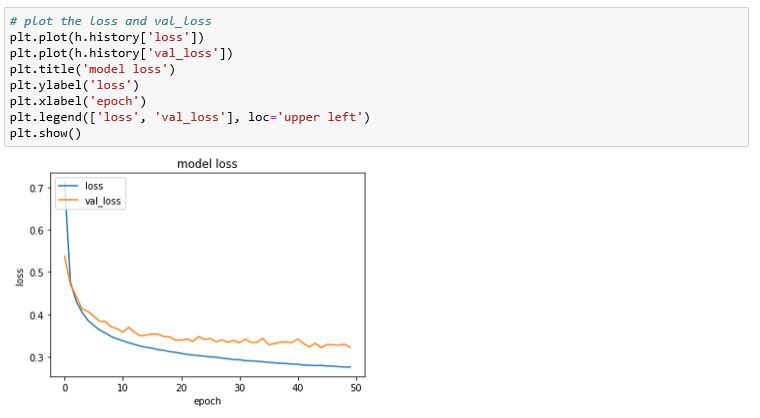 # plot the loss and val_loss
plt.plot(h.history['loss'])
plt.plot(h.history['val_loss'])
plt.title('model loss')
plt.ylabel('loss')
plt.xlabel('epoch')
plt.legend(['loss', 'val_loss'], loc='upper left')
plt.show()
model loss
loss
val_loss
0.7
0.6
0.5
0.4
0.3
loss
0 10 20 30 40 50
epoch